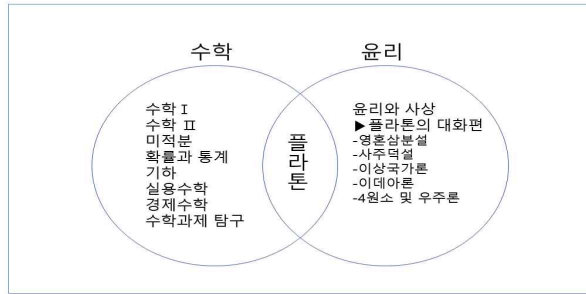 수학
윤리
수학 I
수학 Ⅱ
미적분
확률과 통계
기하
실용수학
경제수학
수학과제 탐구
플
라
톤
윤리와 사상
▶플라톤의 대화편
-영혼삼분설
-사주덕설
-이상국가론
-이데아론
-4원소 및 우주론